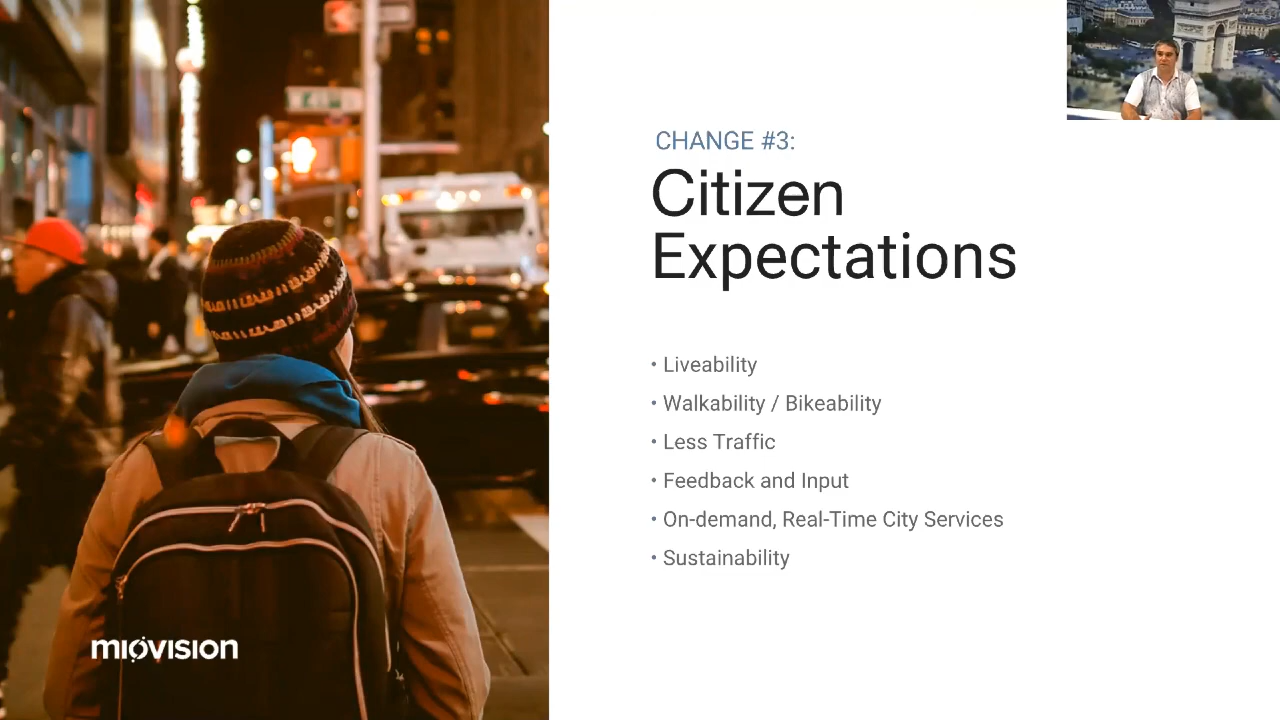 CHANGE #3:
Citizen
Expectations
• Liveability
• Walkability / Bikeability
• Less Traffic
• Feedback and Input
• On-demand, Real-Time City Services
• Sustainability
miovision